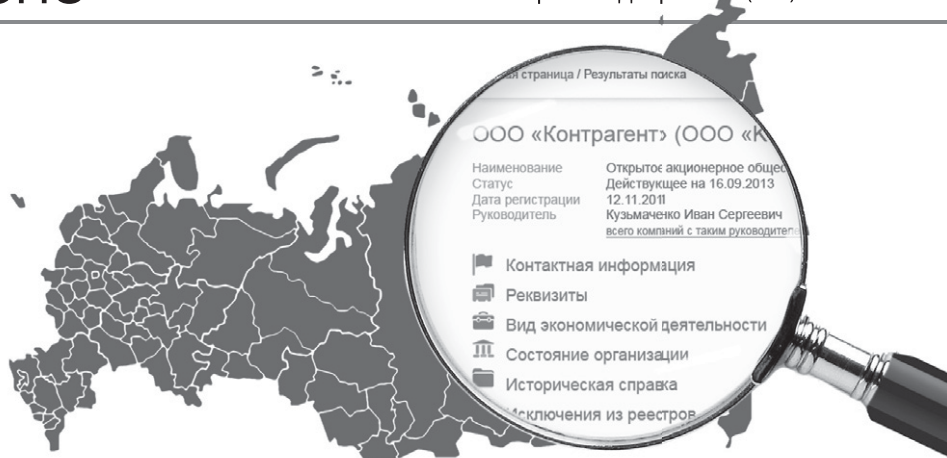 страница / Результаты поиска
ООО «Контрагент» (ООО «К
Наименование Открытое акционерное общес
Статус Действующее на 16.09.2013
Дата регистрации 12.11.2011
Руководитель Кузьмаченко Иван Сергеевич
всего компаний с таким руководителе
Контактная информация
Реквизиты
Вид экономической деятельности
Состояние организации
Историческая справка
Исключения из реестров